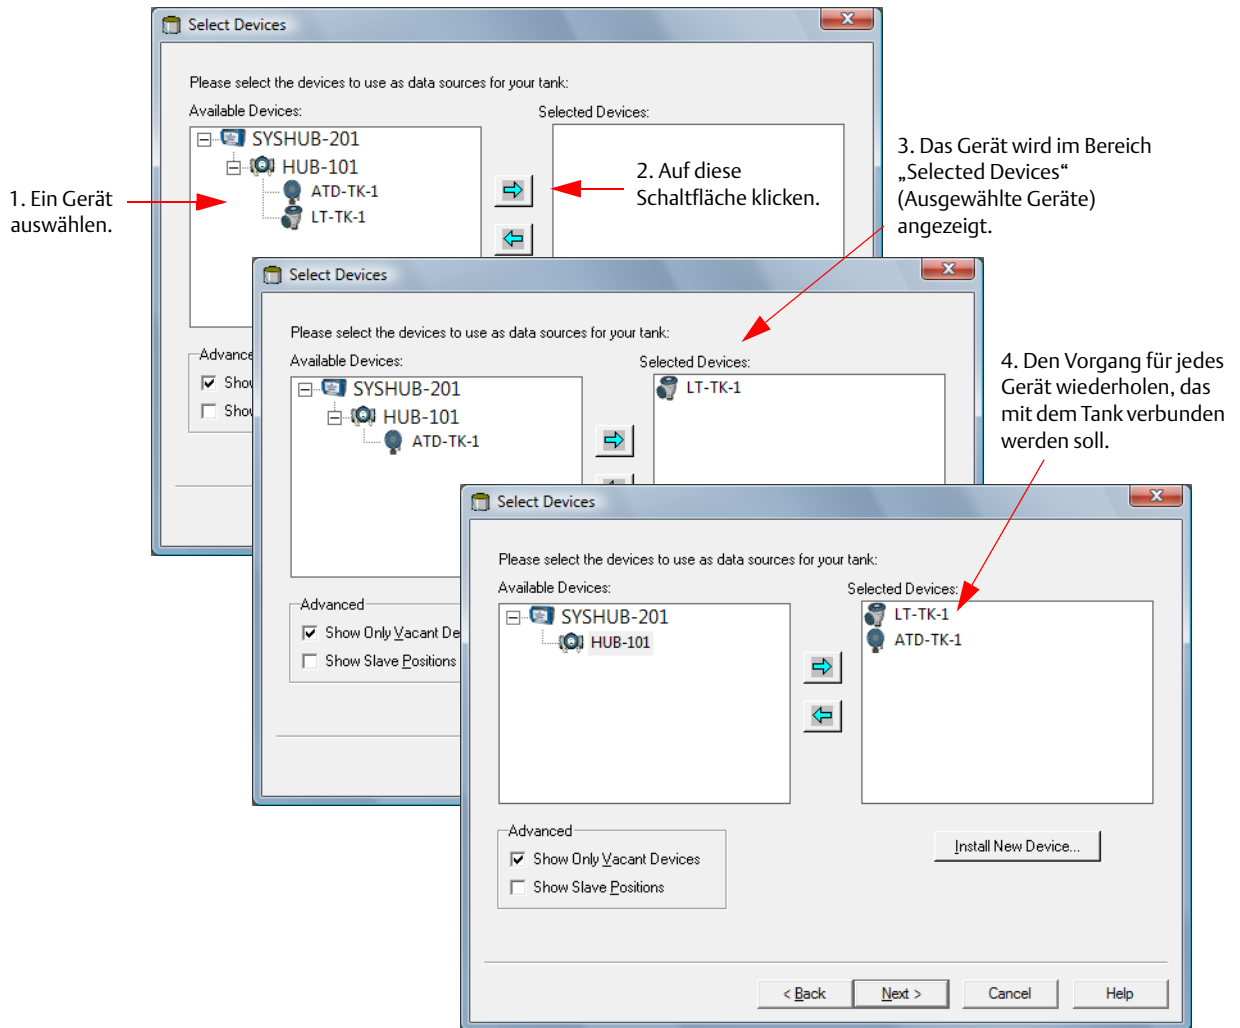 Select Devices
Please select the devices to use as data sources for your tank:
Available Devices:
Selected Devices:
SYSHUB-201
HUB-101
ATD-TK-1
LT-TK-1
1. Ein Gerät
auswählen.
2. Auf diese
Schaltfläche klicken.
3. Das Gerät wird im Bereich
„Selected Devices“
(Ausgewählte Geräte)
angezeigt.
Advance
Show
Show
Select Devices
Please select the devices to use as data sources for your tank:
Available Devices:
Selected Devices:
SYSHUB-201
HUB-101
ATD-TK-1
LT-TK-1
4. Den Vorgang für jedes
Gerät wiederholen, das
mit dem Tank verbunden
werden soll.
Advanced
Show Only Vacant De
Show Slave Positions
Select Devices
Please select the devices to use as data sources for your tank:
Available Devices:
Selected Devices:
SYSHUB-201
HUB-101
LT-TK-1
ATD-TK-1
Advanced
Show Only Vacant Devices
Show Slave Positions
Install New Device...
< Back
Next >
Cancel
Help